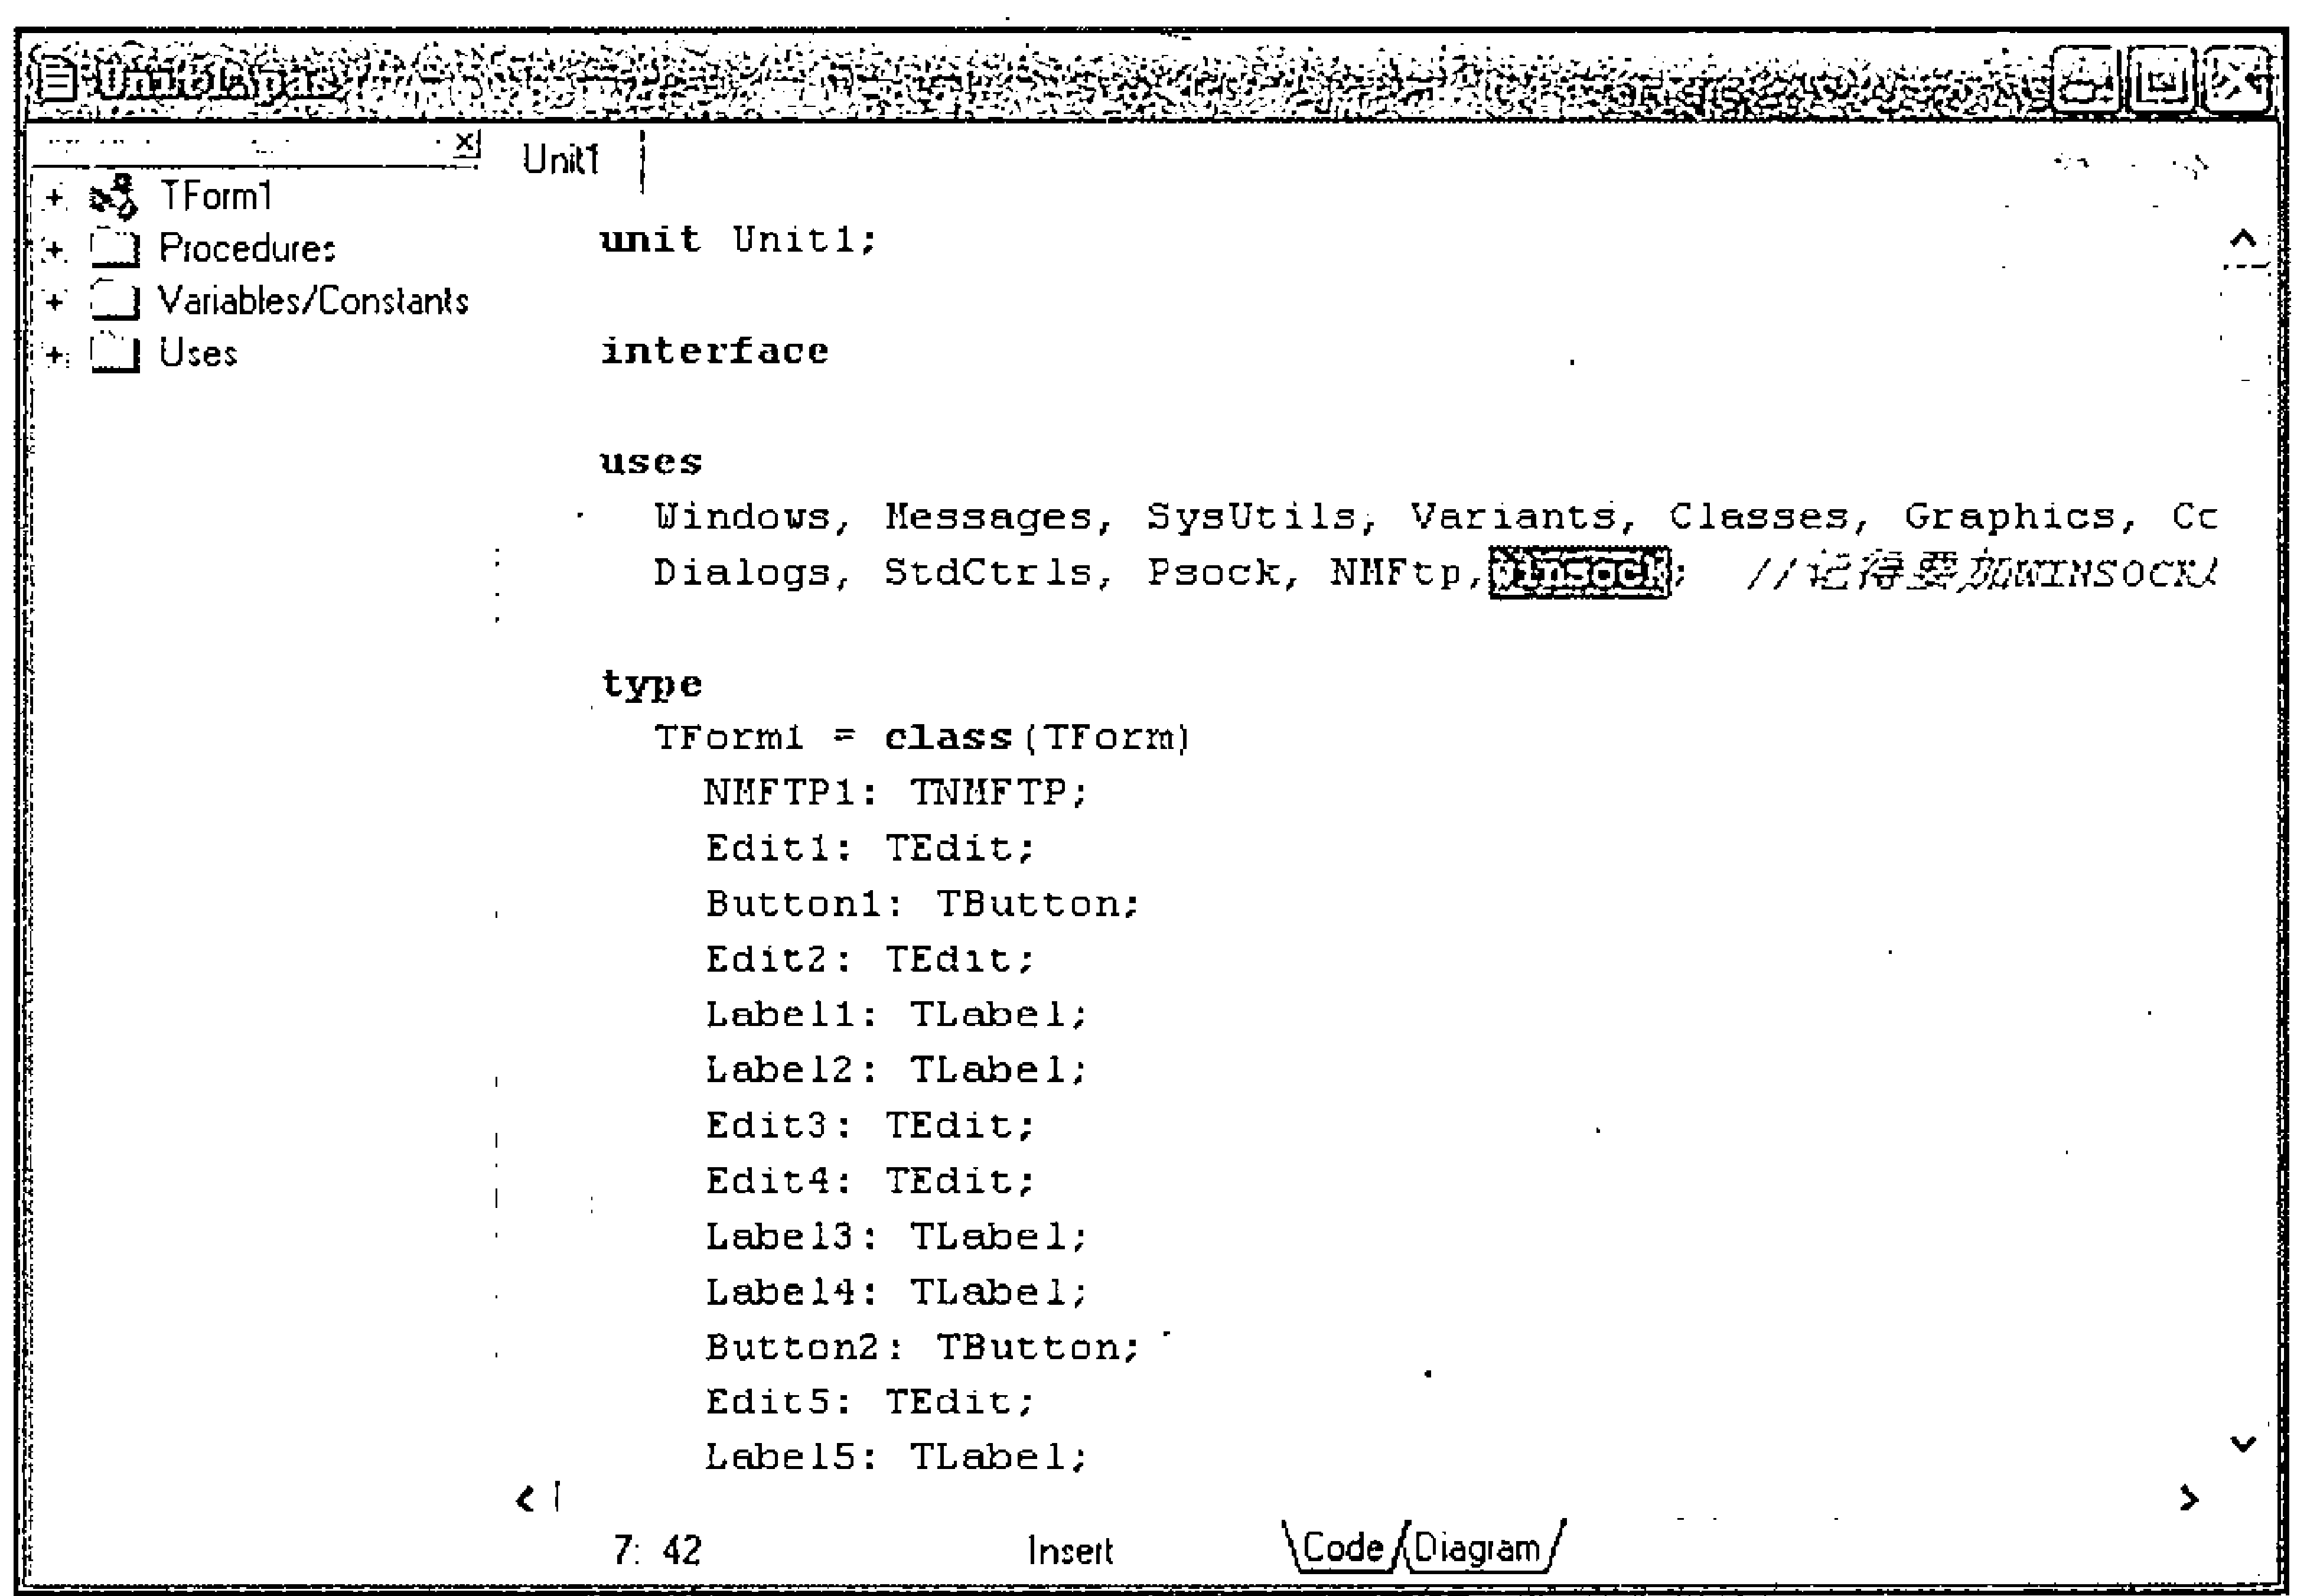 Unit1.pas
Unit1
TForm1
Procedures
Variables/Constants
Uses
unit Unit1;
interface
uses
Windows, Messages, SysUtils, Variants, Classes, Graphics, Co
Dialogs, StdCtrls, Psock, NMFtp,winsock; //记得要加WINSOCK
type
TForm1 = class(TForm)
NMFTP1: TNMFTP;
Edit1: TEdit;
Button1: TButton;
Edit2: TEdit;
Label1: TLabel;
Label2: TLabel;
Edit3: TEdit;
Edit4: TEdit;
Label3: TLabel;
Label4: TLabel;
Button2: TButton;
Edit5: TEdit;
Label5: TLabel;
7: 42 Insert Code Diagram